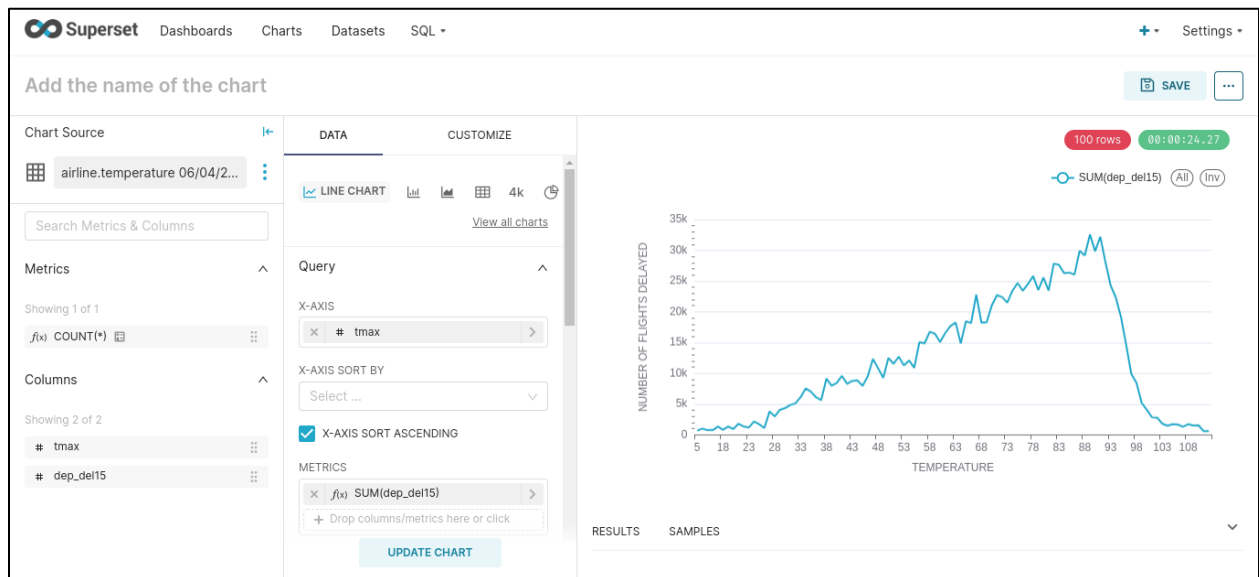 Superset Dashboards Charts Datasets SQL + Settings
Add the name of the chart
SAVE ...
Chart Source
airline.temperature 06/04/2...
Search Metrics & Columns
Metrics
Showing 1 of 1
f(x) COUNT(*)
Columns
Showing 2 of 2
# tmax
# dep_del15
DATA CUSTOMIZE
LINE CHART 4k
View all charts
Query
X-AXIS
× # tmax
X-AXIS SORT BY
Select ...
X-AXIS SORT ASCENDING
METRICS
× f(x) SUM(dep_del15)
+ Drop columns/metrics here or click
UPDATE CHART
100 rows 00:00:24.27
SUM(dep_del15) All Inv
NUMBER OF FLIGHTS DELAYED
35k
30k
25k
20k
15k
10k
5k
0
5 18 23 28 33 38 43 48 53 58 63 68 73 78 83 88 93 98 103 108
TEMPERATURE
RESULTS SAMPLES